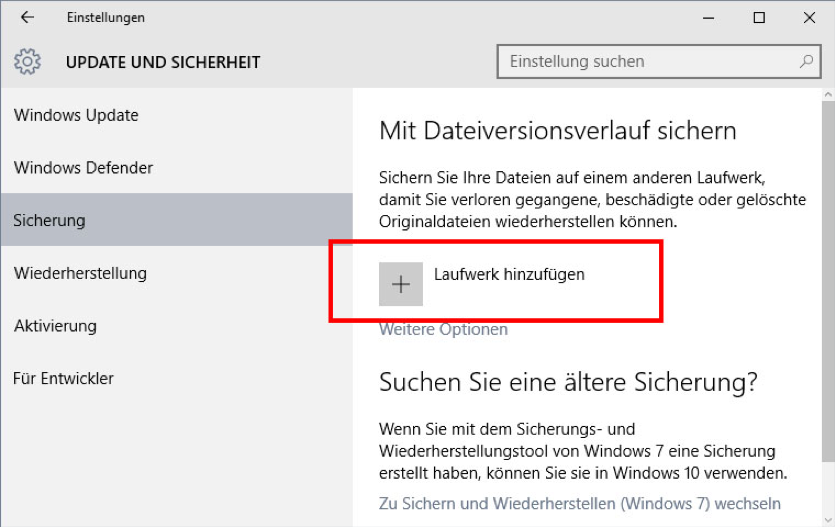 Einstellungen
UPDATE UND SICHERHEIT
Einstellung suchen
Windows Update
Windows Defender
Sicherung
Wiederherstellung
Aktivierung
Für Entwickler
Mit Dateiversionsverlauf sichern
Sichern Sie Ihre Dateien auf einem anderen Laufwerk,
damit Sie verloren gegangene, beschädigte oder gelöschte
Originaldateien wiederherstellen können.
Laufwerk hinzufügen
Weitere Optionen
Suchen Sie eine ältere Sicherung?
Wenn Sie mit dem Sicherungs- und
Wiederherstellungstool von Windows 7 eine Sicherung
erstellt haben, können Sie sie in Windows 10 verwenden.
Zu Sichern und Wiederherstellen (Windows 7) wechseln